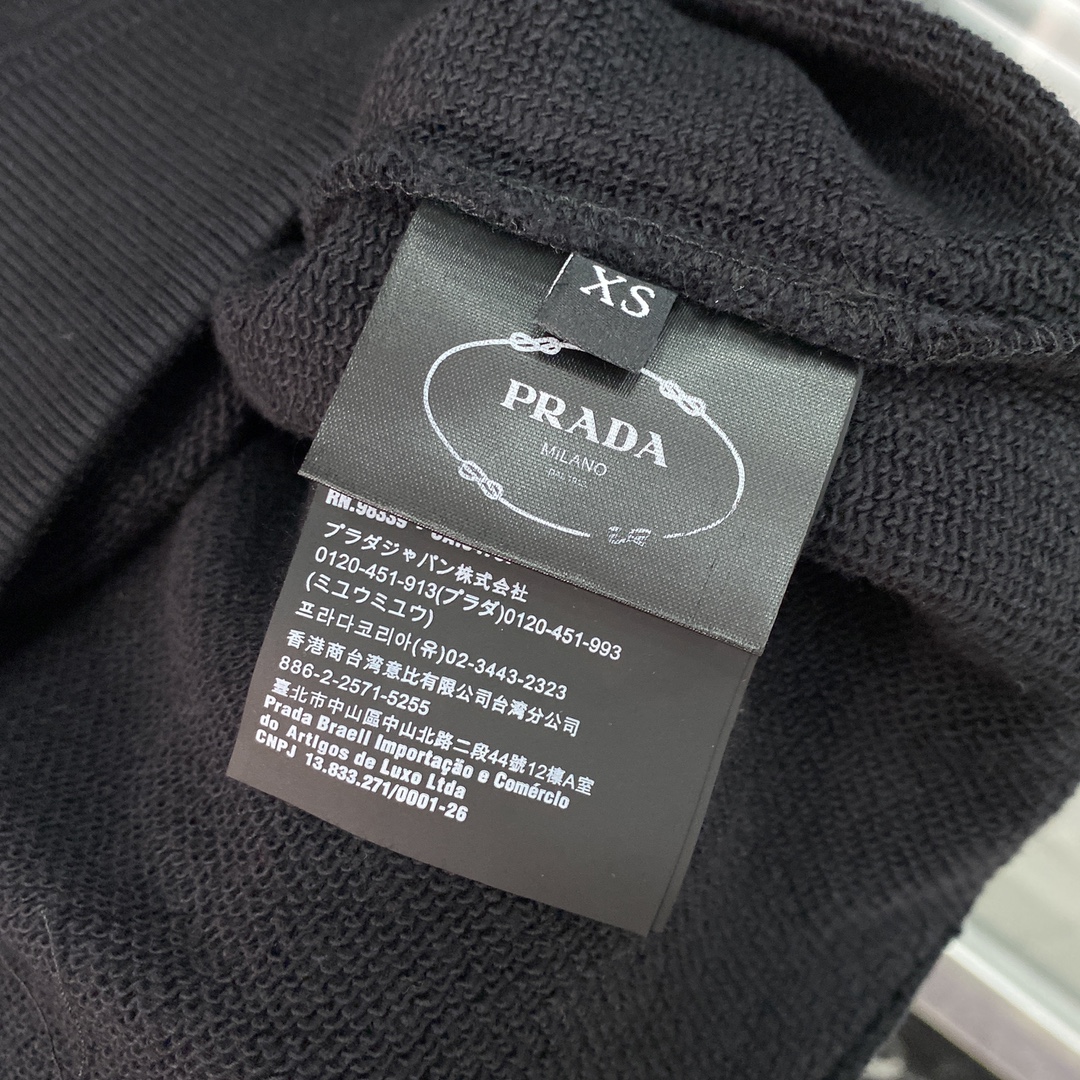 XS
PRADA
MILANO
プラダジャパン株式会社
0120-451-913(プラダ)0120-451-993
(ミユウミユウ)
프라다코리아(유)02-3443-2323
香港商台湾意比有限公司台湾分公司
886-2-2571-5255
臺北市中山區中山北路二段44號12樓A室
Prada Braell Importação e Comércio
do Artigos de Luxo Ltda
CNPJ 13.833.271/0001-26